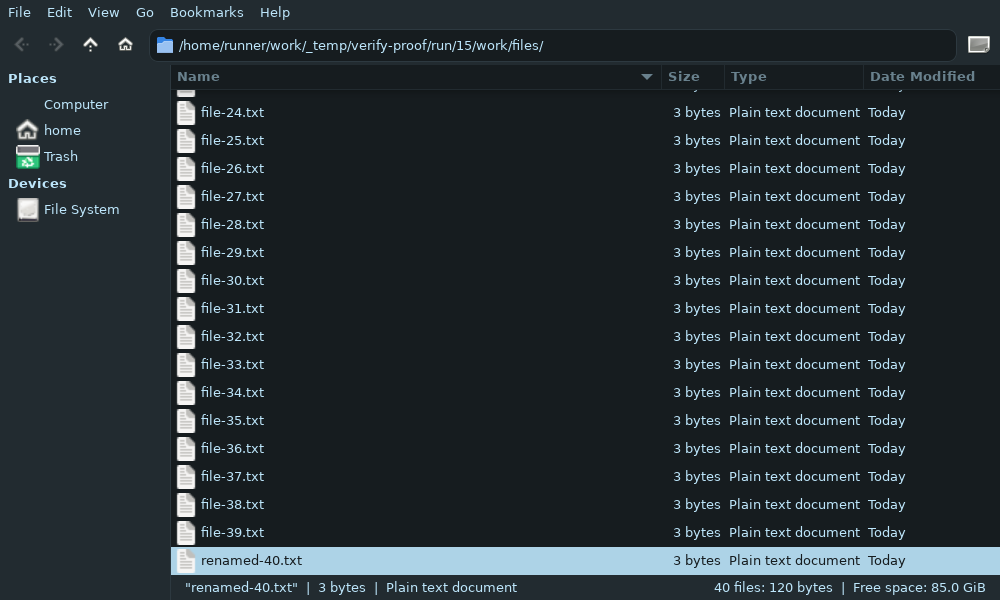 File Edit View Go Bookmarks Help
/home/runner/work/_temp/verify-proof/run/15/work/files/
Places
Computer
home
Trash
Devices
File System
Name Size Type Date Modified
file-24.txt 3 bytes Plain text document Today
file-25.txt 3 bytes Plain text document Today
file-26.txt 3 bytes Plain text document Today
file-27.txt 3 bytes Plain text document Today
file-28.txt 3 bytes Plain text document Today
file-29.txt 3 bytes Plain text document Today
file-30.txt 3 bytes Plain text document Today
file-31.txt 3 bytes Plain text document Today
file-32.txt 3 bytes Plain text document Today
file-33.txt 3 bytes Plain text document Today
file-34.txt 3 bytes Plain text document Today
file-35.txt 3 bytes Plain text document Today
file-36.txt 3 bytes Plain text document Today
file-37.txt 3 bytes Plain text document Today
file-38.txt 3 bytes Plain text document Today
file-39.txt 3 bytes Plain text document Today
renamed-40.txt 3 bytes Plain text document Today
"renamed-40.txt" | 3 bytes | Plain text document 40 files: 120 bytes | Free space: 85.0 GiB